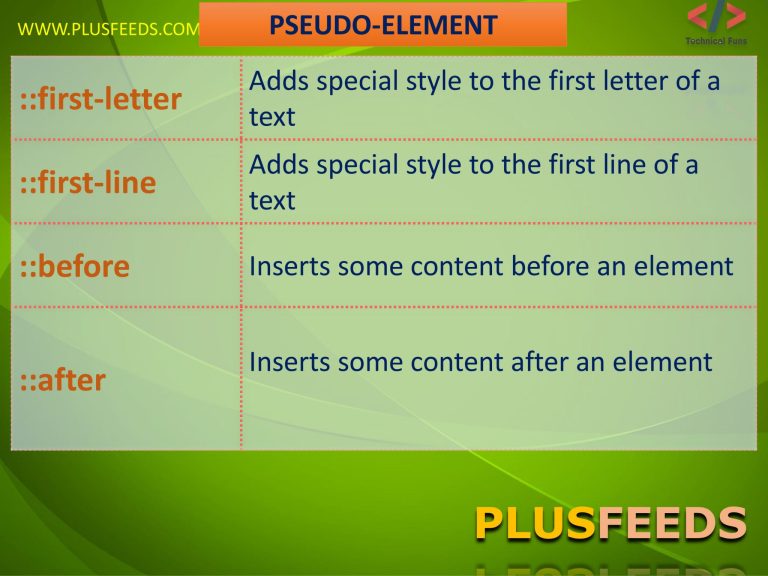 WWW.PLUSFEEDS.COM
PSEUDO-ELEMENT
Technical Funs
::first-letter
Adds special style to the first letter of a
text
::first-line
Adds special style to the first line of a
text
::before
Inserts some content before an element
::after
Inserts some content after an element
PLUSFEEDS